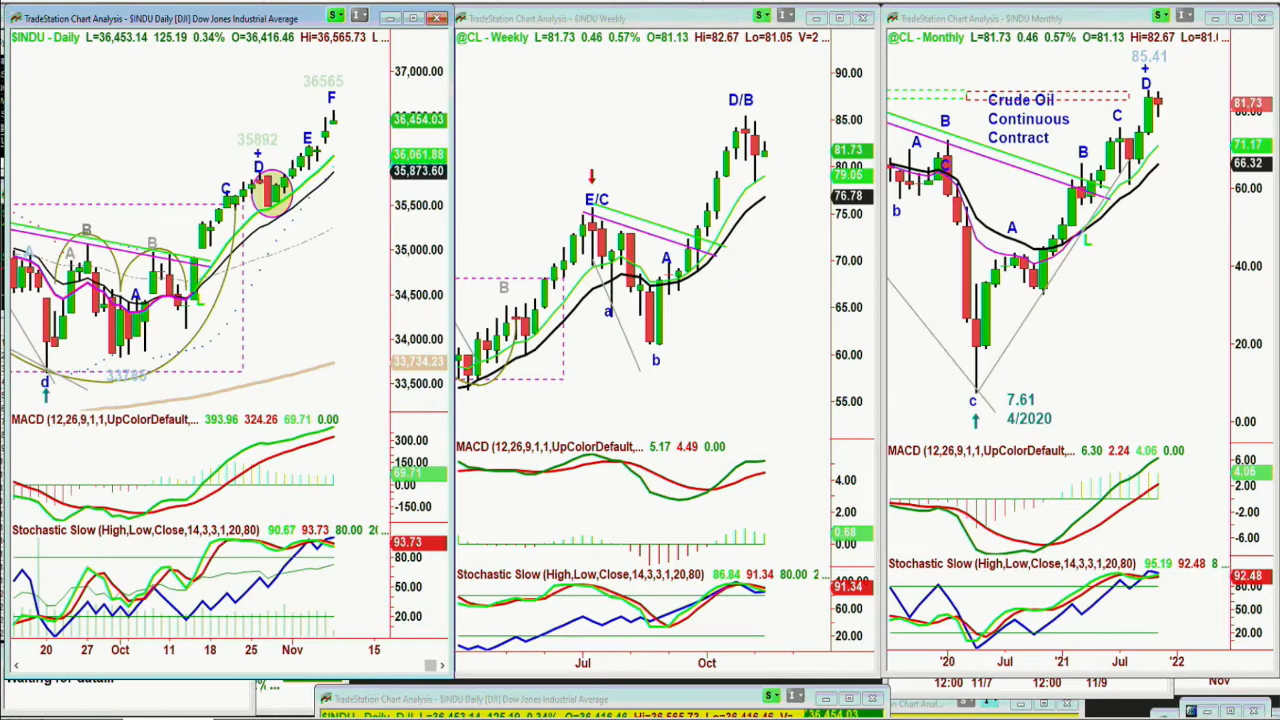 TradeStation Chart Analysis - $INDU Daily [DJI] Dow Jones Industrial Average
S
I
$INDU - Daily L=36,453.14 125.19 0.34% O=36,416.46 Hi=36,565.73 L ...
37,000.00
36565
F
36,454.03
35892
E
+
D
36,061.88
35,873.60
C
35,500.00
B
A
B
A
35,000.00
A
L
34,500.00
34,000.00
33785
33,734.23
d
33,500.00
MACD (12,26,9,1,1,UpColorDefault,... 393.96 324.26 69.71 0.00
300.00
150.00
69.71
0.00
-150.00
Stochastic Slow (High,Low,Close,14,3,3,1,20,80) 90.67 93.73 80.00 20
93.73
80.00
50.00
20.00
20 27 Oct 11 18 25 Nov 15
TradeStation Chart Analysis - $INDU Weekly
S
I
@CL - Weekly L=81.73 0.46 0.57% O=81.13 Hi=82.67 Lo=81.05 V=2 ...
90.00
D/B
85.00
81.73
80.00
79.05
76.78
E/C
75.00
70.00
A
B
a
65.00
b
60.00
55.00
MACD (12,26,9,1,1,UpColorDefault,... 5.17 4.49 0.00
4.00
2.00
0.68
0.00
Stochastic Slow (High,Low,Close,14,3,3,1,20,80) 86.84 91.34 80.00 2 ...
91.34
60.00
20.00
Jul Oct
TradeStation Chart Analysis - $INDU Monthly
S
I
@CL - Monthly L=81.73 0.46 0.57% O=81.13 Hi=82.67 Lo=81.
85.41
+
D
Crude Oil
Continuous
Contract
81.73
80.00
C
B
A
C
B
71.17
66.32
60.00
b
A
L
40.00
20.00
c
7.61
4/2020
0.00
MACD (12,26,9,1,1,UpColorDefault,... 6.30 2.24 4.06 0.00
6.00
4.06
2.00
-2.00
-6.00
Stochastic Slow (High,Low,Close,14,3,3,1,20,80) 95.19 92.48 8
92.48
80.00
50.00
20.00
'20 Jul '21 Jul '22
12:00 11/7 12:00 11/9 Nov
TradeStation Chart Analysis - $INDU Daily [DJI] Dow Jones Industrial Average
S
I